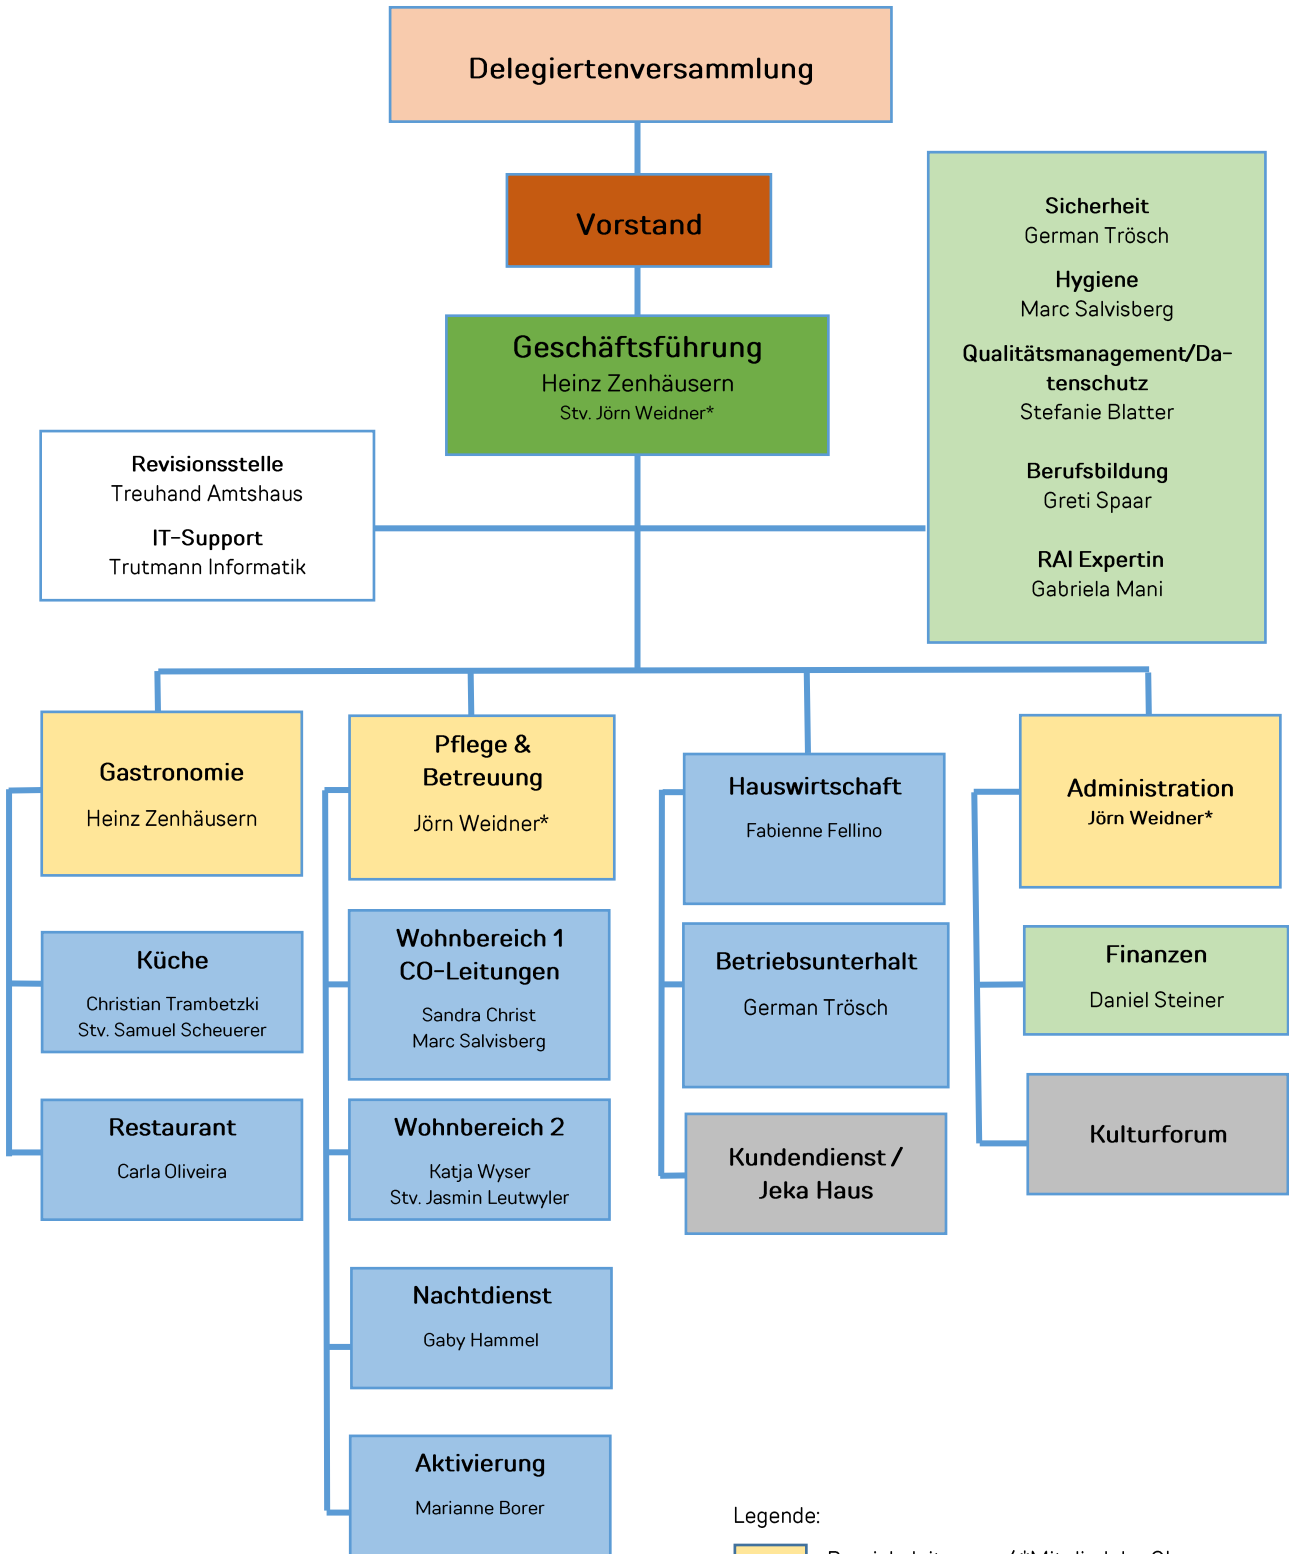 Delegiertenversammlung
Vorstand
Geschäftsführung
Heinz Zenhäusern
Stv. Jörn Weidner*
Sicherheit
German Trösch
Hygiene
Marc Salvisberg
Qualitätsmanagement/Da-
tenschutz
Stefanie Blatter
Berufsbildung
Greti Spaar
RAI Expertin
Gabriela Mani
Revisionsstelle
Treuhand Amtshaus
IT-Support
Trutmann Informatik
Gastronomie
Heinz Zenhäusern
Küche
Christian Trambetzki
Stv. Samuel Scheuerer
Restaurant
Carla Oliveira
Pflege &
Betreuung
Jörn Weidner*
Wohnbereich 1
CO-Leitungen
Sandra Christ
Marc Salvisberg
Wohnbereich 2
Katja Wyser
Stv. Jasmin Leutwyler
Nachtdienst
Gaby Hammel
Aktivierung
Marianne Borer
Hauswirtschaft
Fabienne Fellino
Betriebsunterhalt
German Trösch
Kundendienst /
Jeka Haus
Administration
Jörn Weidner*
Finanzen
Daniel Steiner
Kulturforum
Legende: